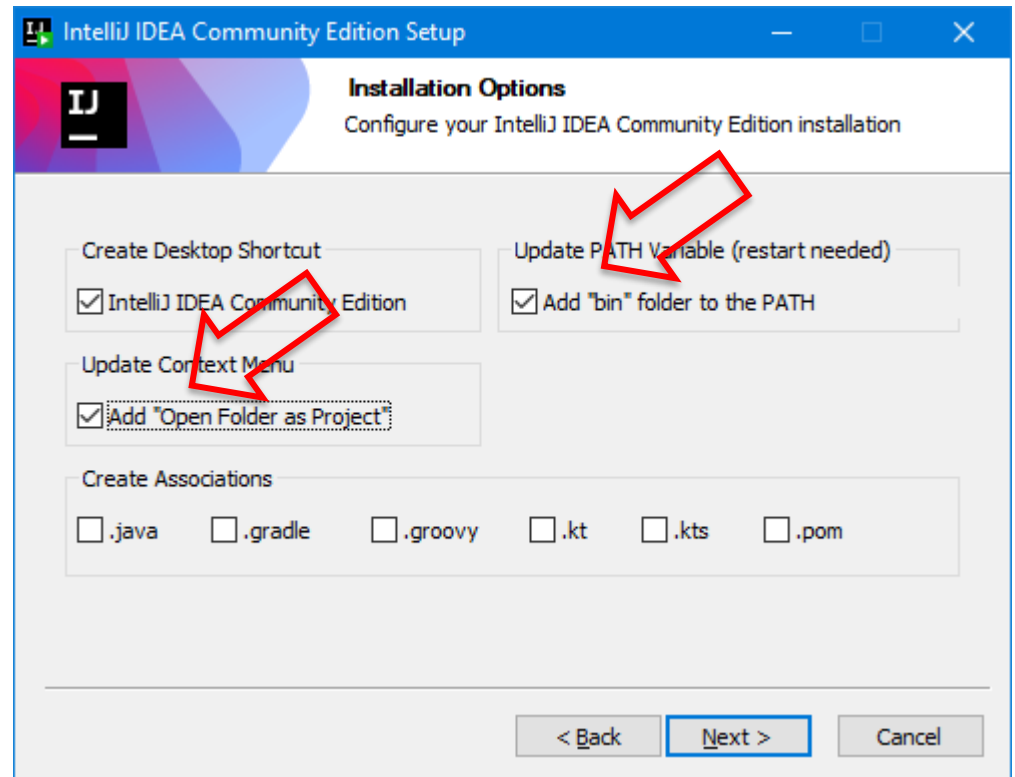 IntelliJ IDEA Community Edition Setup
IJ
Installation Options
Configure your IntelliJ IDEA Community Edition installation
Create Desktop Shortcut
IntelliJ IDEA Community Edition
Update PATH Variable (restart needed)
Add "bin" folder to the PATH
Update Context Menu
Add "Open Folder as Project"
Create Associations
.java .gradle .groovy .kt .kts .pom
< Back Next > Cancel